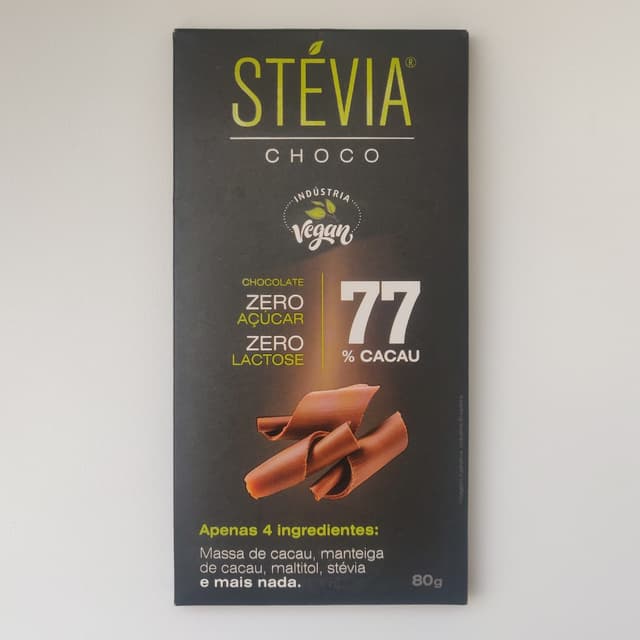 STÉVIA®
CHOCO
INDÚSTRIA
Vegan
CHOCOLATE
ZERO
AÇÚCAR
ZERO
LACTOSE
77
% CACAU
Apenas 4 ingredientes:
Massa de cacau, manteiga
de cacau, maltitol, stévia
e mais nada.
80g